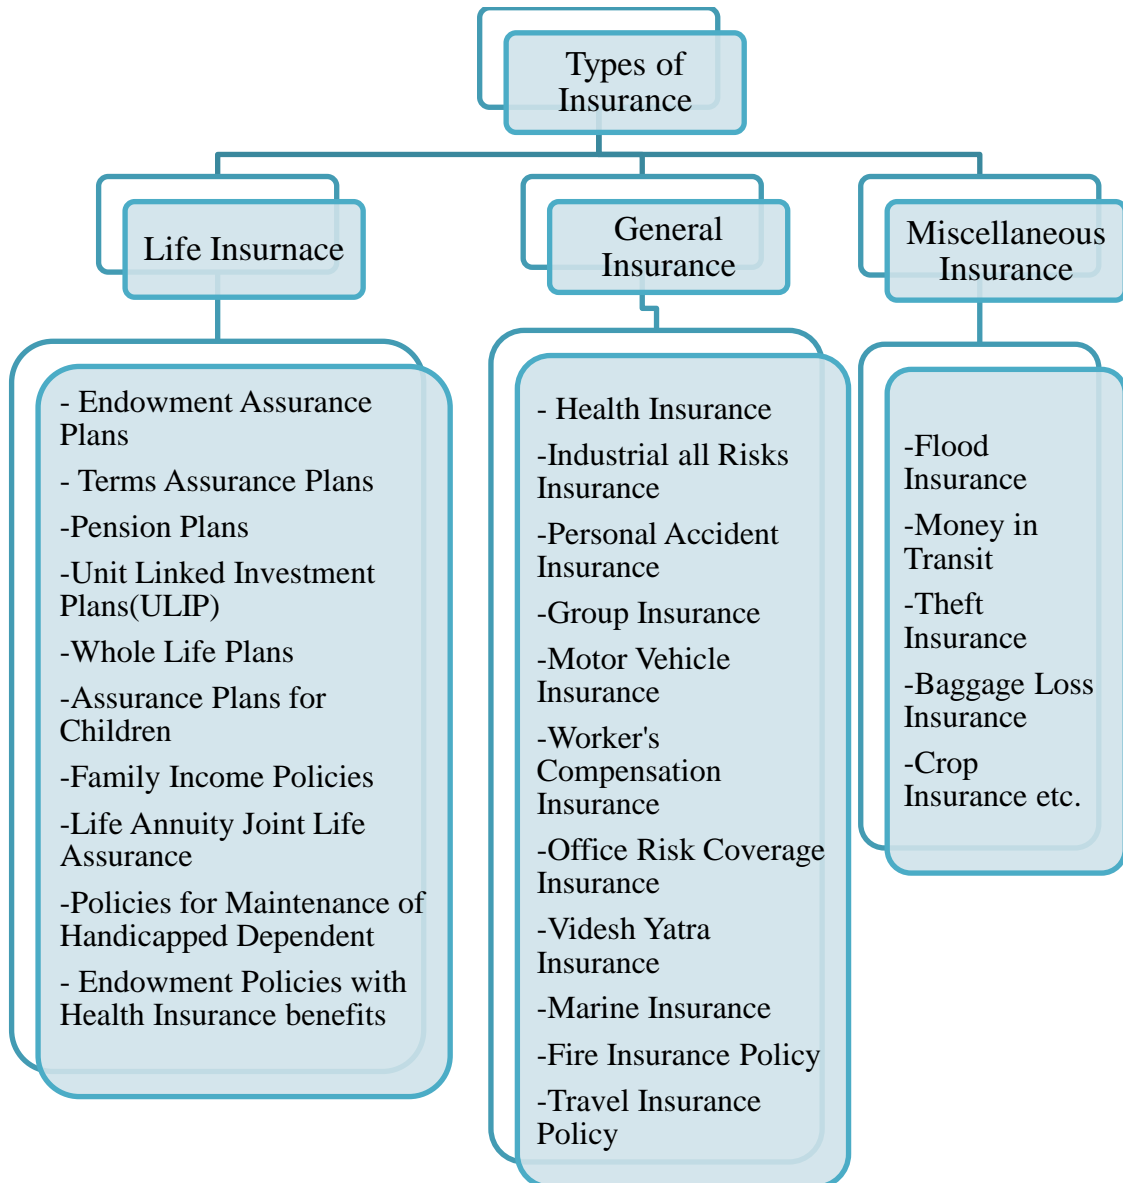 Types of
Insurance
Life Insurnace
General
Insurance
Miscellaneous
Insurance
- Endowment Assurance
Plans
- Terms Assurance Plans
-Pension Plans
-Unit Linked Investment
Plans(ULIP)
-Whole Life Plans
-Assurance Plans for
Children
-Family Income Policies
-Life Annuity Joint Life
Assurance
-Policies for Maintenance of
Handicapped Dependent
- Endowment Policies with
Health Insurance benefits
- Health Insurance
-Industrial all Risks
Insurance
-Personal Accident
Insurance
-Group Insurance
-Motor Vehicle
Insurance
-Worker's
Compensation
Insurance
-Office Risk Coverage
Insurance
-Videsh Yatra
Insurance
-Marine Insurance
-Fire Insurance Policy
-Travel Insurance
Policy
-Flood
Insurance
-Money in
Transit
-Theft
Insurance
-Baggage Loss
Insurance
-Crop
Insurance etc.